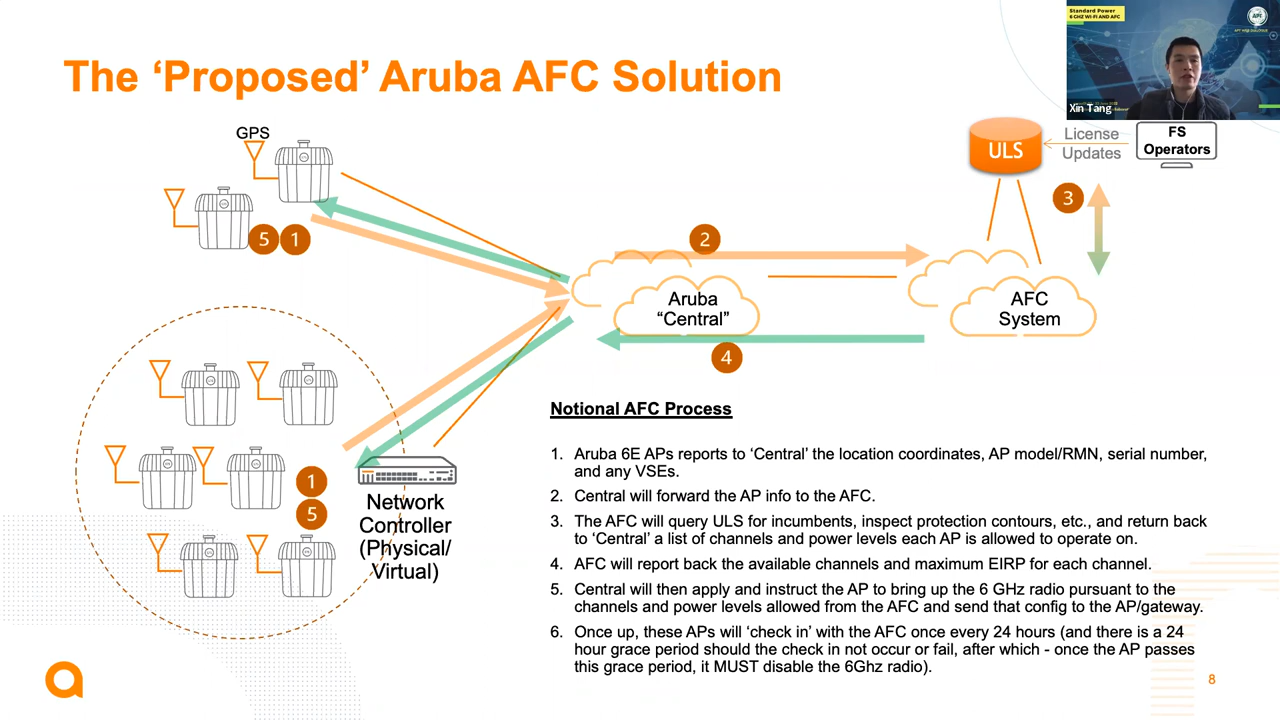 Standard Power
6 GHZ WI-FI AND AFC
AFC
Xin Tang
The ‘Proposed’ Aruba AFC Solution
GPS
ULS
License
Updates
FS
Operators
3
5
1
2
Aruba
“Central”
AFC
System
4
1
5
Network
Controller
(Physical/
Virtual)
Notional AFC Process
1. Aruba 6E APs reports to ‘Central’ the location coordinates, AP model/RMN, serial number,
and any VSEs.
2. Central will forward the AP info to the AFC.
3. The AFC will query ULS for incumbents, inspect protection contours, etc., and return back
to ‘Central’ a list of channels and power levels each AP is allowed to operate on.
4. AFC will report back the available channels and maximum EIRP for each channel.
5. Central will then apply and instruct the AP to bring up the 6 GHz radio pursuant to the
channels and power levels allowed from the AFC and send that config to the AP/gateway.
6. Once up, these APs will ‘check in’ with the AFC once every 24 hours (and there is a 24
hour grace period should the check in not occur or fail, after which - once the AP passes
this grace period, it MUST disable the 6Ghz radio).
8